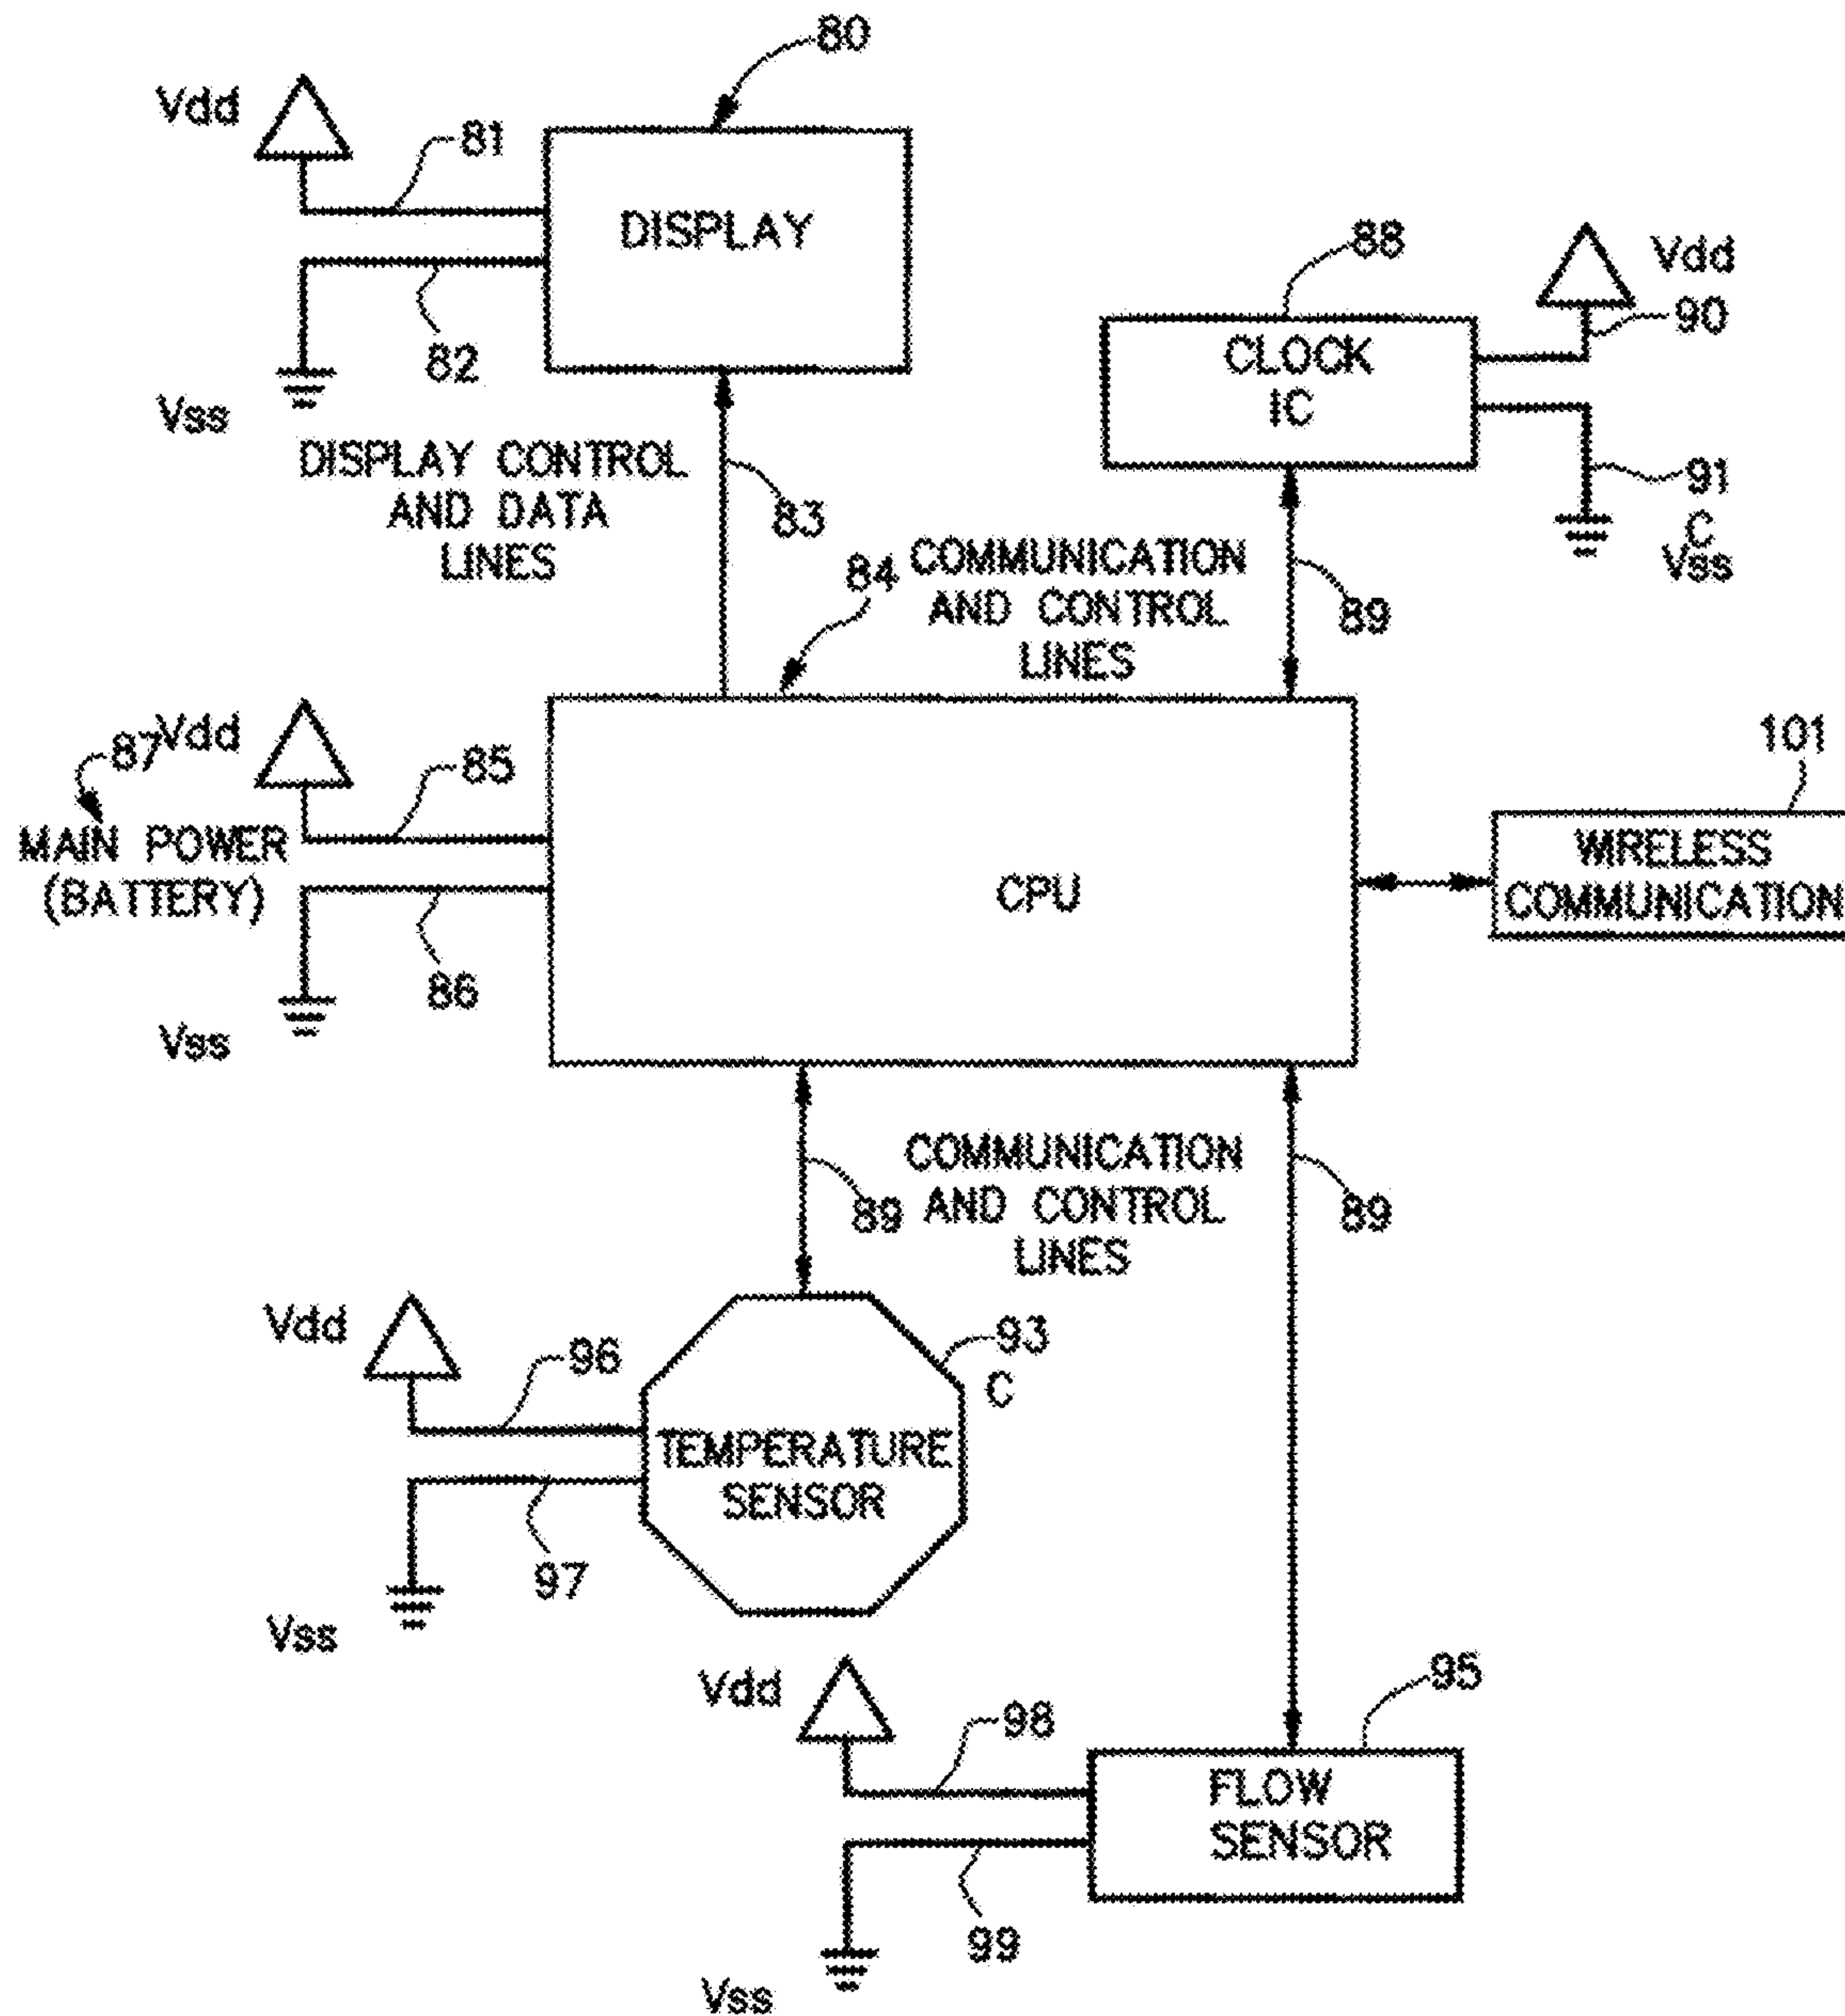 80
Vdd
81
DISPLAY
82
Vss
88
Vdd
90
CLOCK
IC
91
C
Vss
DISPLAY CONTROL
AND DATA
LINES
83
84
COMMUNICATION
AND CONTROL
LINES
89
87
Vdd
85
MAIN POWER
(BATTERY)
86
Vss
CPU
101
WIRELESS
COMMUNICATION
89
COMMUNICATION
AND CONTROL
LINES
89
Vdd
96
93
C
TEMPERATURE
SENSOR
97
Vss
Vdd
98
95
FLOW
SENSOR
99
Vss